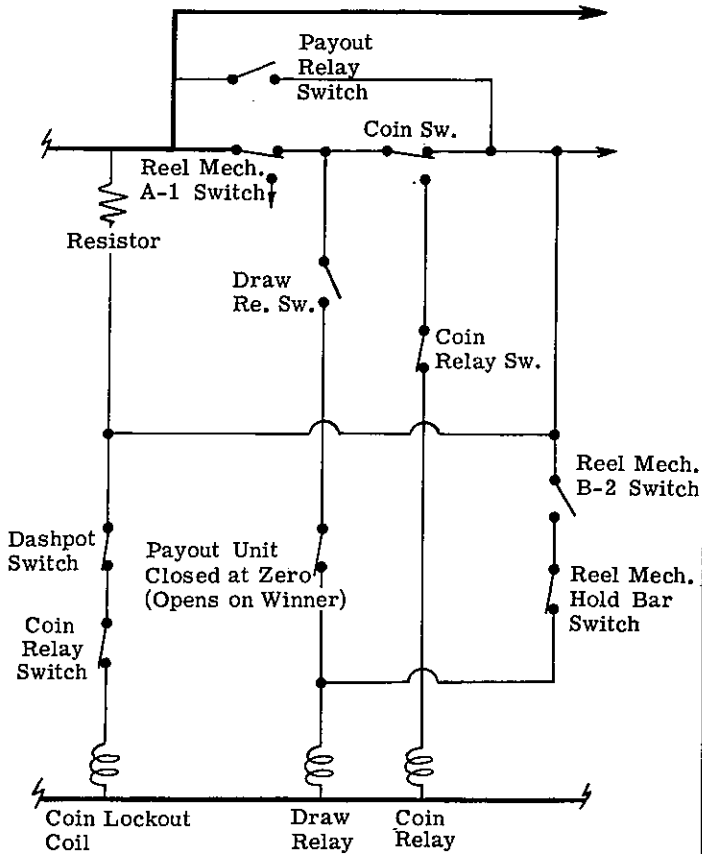 Payout
Relay
Switch
Coin Sw.
Reel Mech.
A-1 Switch
Resistor
Draw
Re. Sw.
Coin
Relay Sw.
Reel Mech.
B-2 Switch
Dashpot
Switch
Payout Unit
Closed at Zero
(Opens on Winner)
Reel Mech.
Hold Bar
Switch
Coin
Relay
Switch
Coin Lockout
Coil
Draw
Relay
Coin
Relay